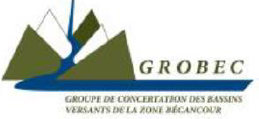 GROBEC
GROUPE DE CONCERTATION DES BASSINS
VERSANTS DE LA ZONE BÉCANCOUR